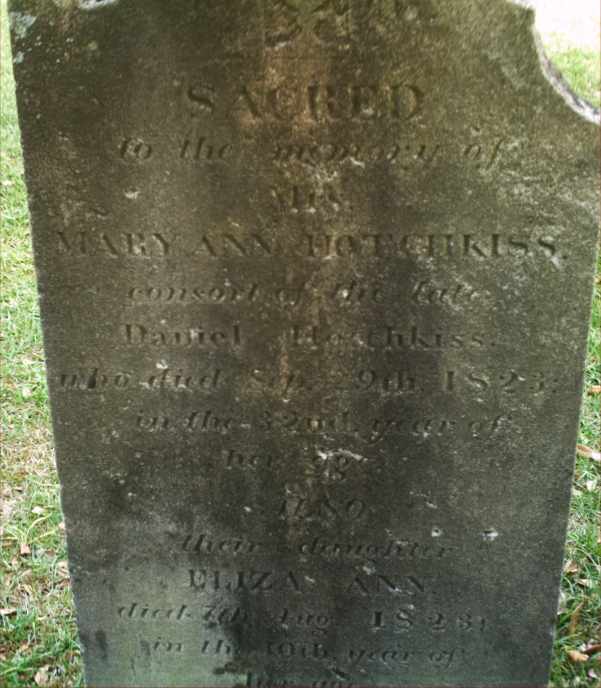 SACRED
to the memory of
Mrs.
MARY ANN HOTCHKISS.
consort of the late
Daniel Hotchkiss.
who died Sep. 9th, 1823;
in the 32nd, year of
her age.
ALSO
their daughter
ELIZA ANN.
died 7th Aug. 1823;
in the 10th, year of
her age